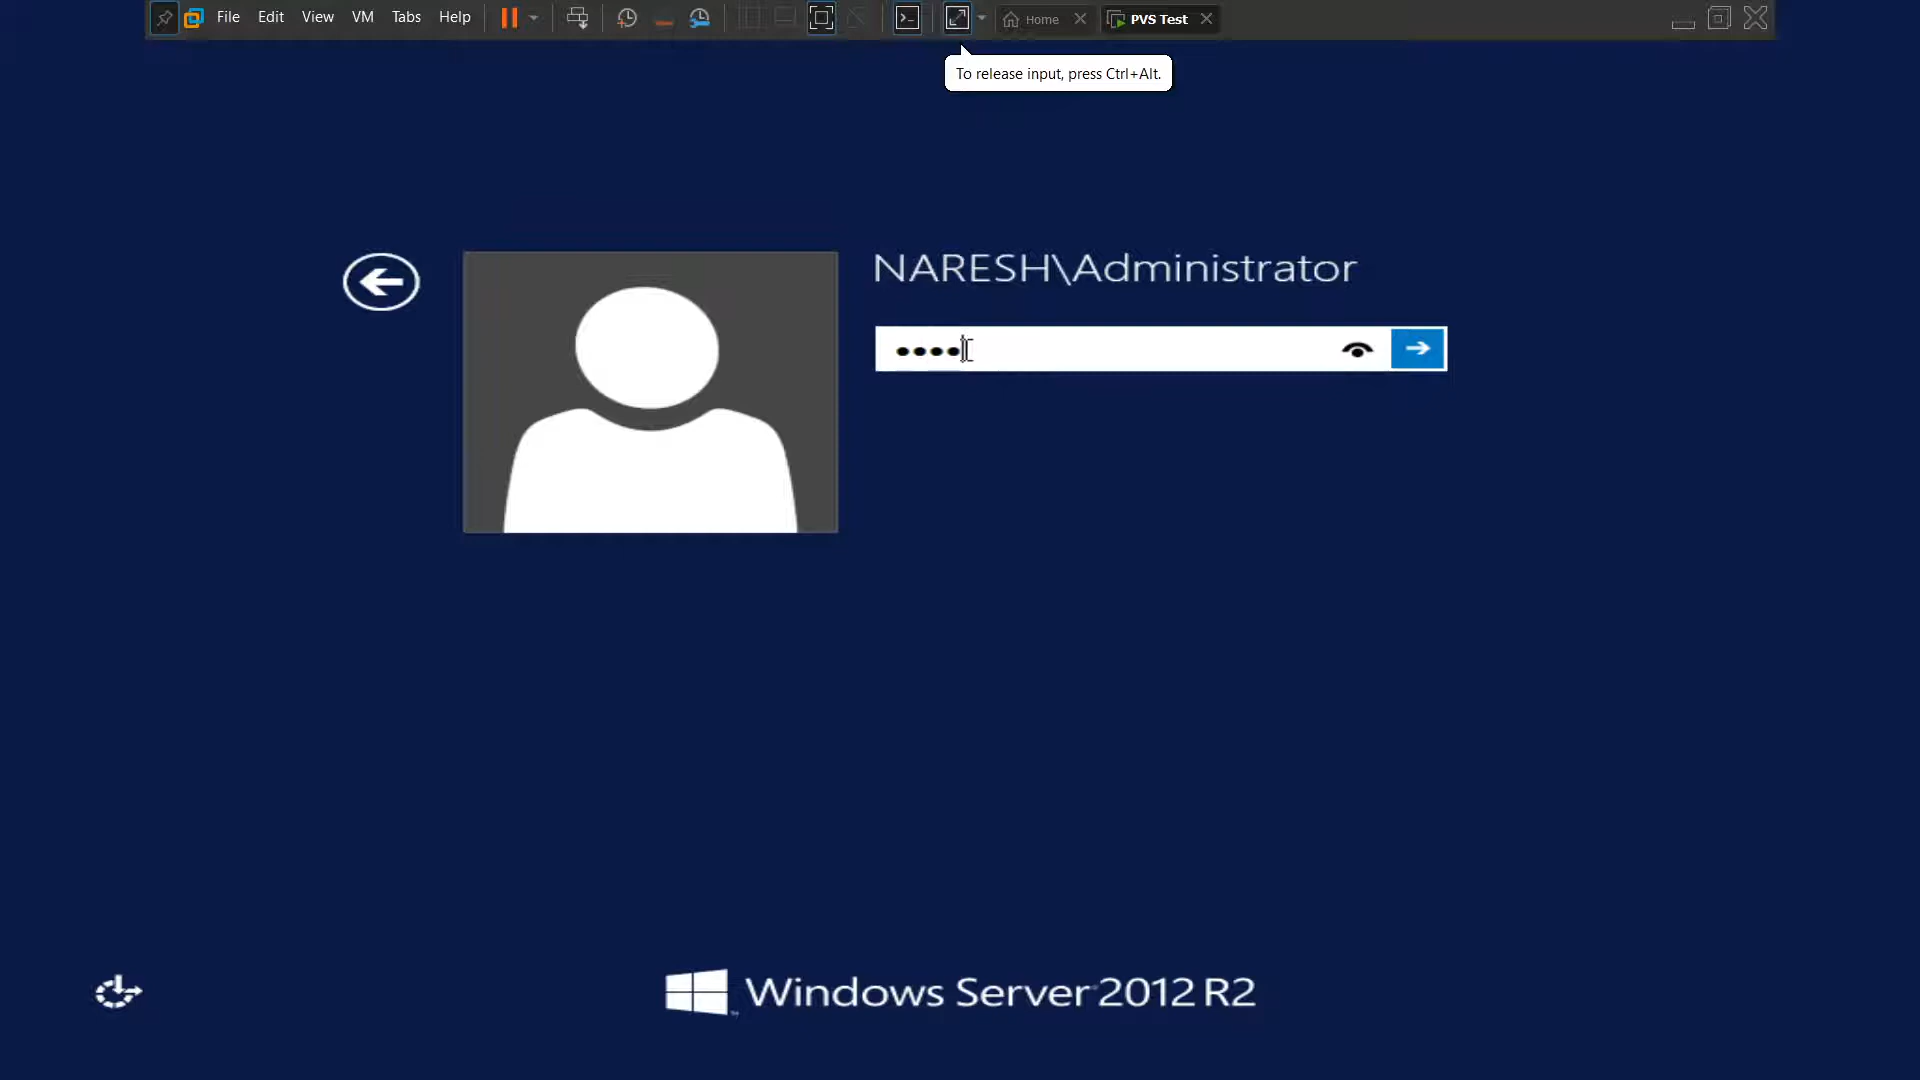 File Edit View VM Tabs Help Home PVS Test
To release input, press Ctrl+Alt.
NARESH\Administrator
Windows Server 2012 R2